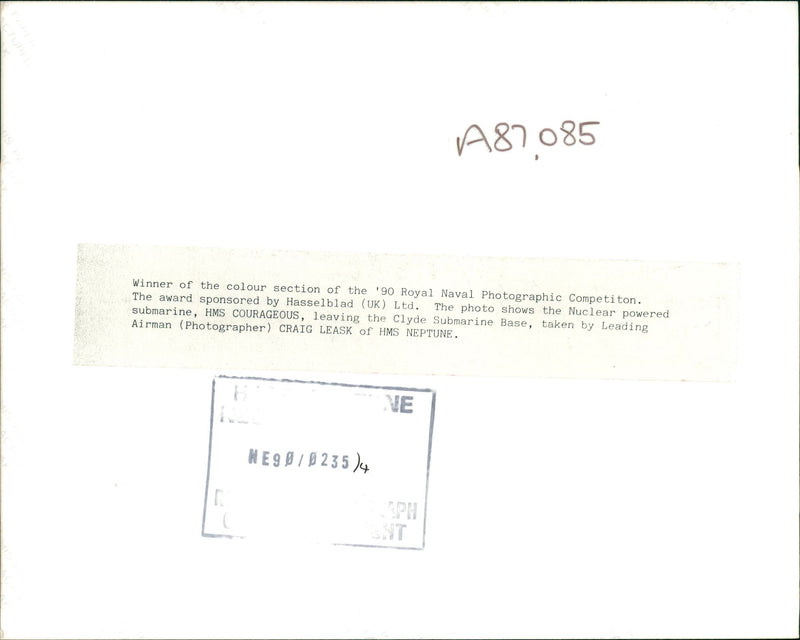 A87,085
Winner of the colour section of the '90 Royal Naval Photographic Competiton.
The award sponsored by Hasselblad (UK) Ltd. The photo shows the Nuclear powered
submarine, HMS COURAGEOUS, leaving the Clyde Submarine Base, taken by Leading
Airman (Photographer) CRAIG LEASK of HMS NEPTUNE.
NE90/0235/4